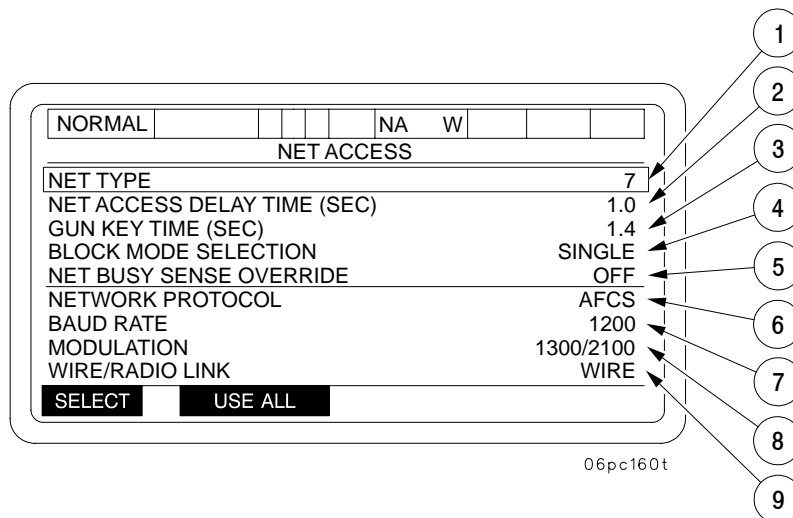 NORMAL NA W
NET ACCESS
NET TYPE 7
NET ACCESS DELAY TIME (SEC) 1.0
GUN KEY TIME (SEC) 1.4
BLOCK MODE SELECTION SINGLE
NET BUSY SENSE OVERRIDE OFF
NETWORK PROTOCOL AFCS
BAUD RATE 1200
MODULATION 1300/2100
WIRE/RADIO LINK WIRE
SELECT USE ALL
06pc160t
1
2
3
4
5
6
7
8
9